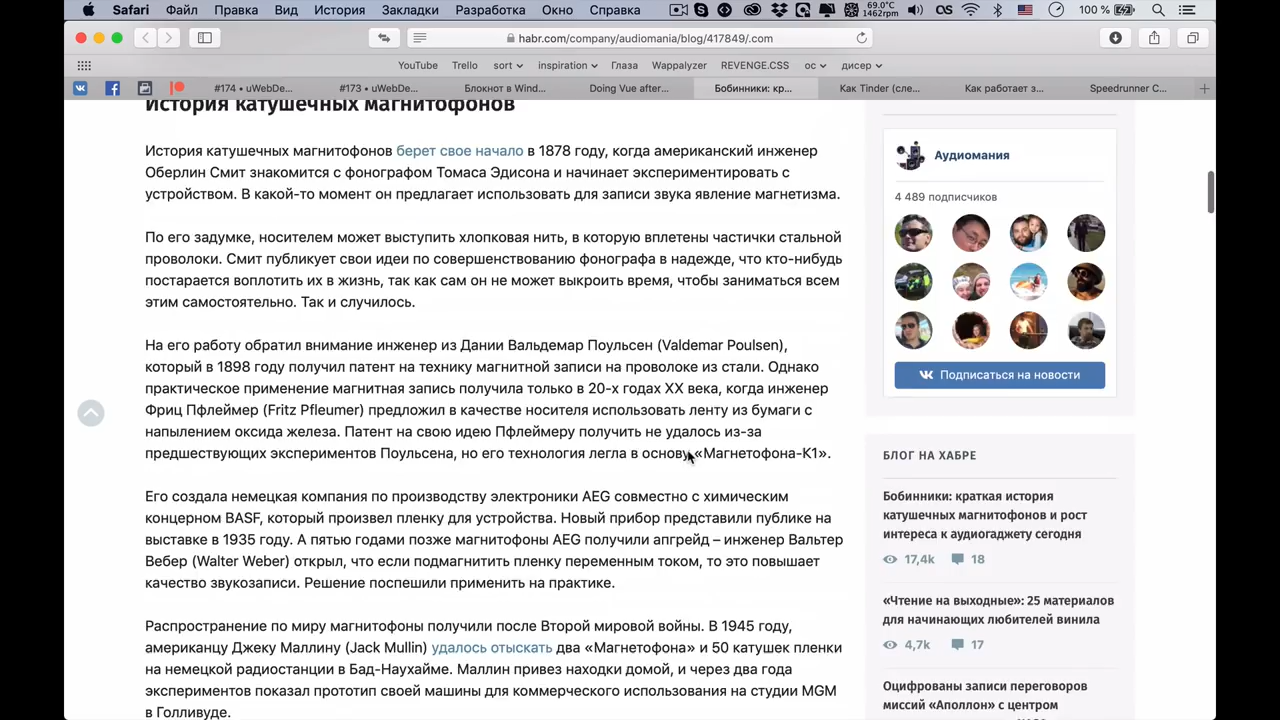 Safari Файл Правка Вид История Закладки Разработка Окно Справка 69.0°C 1462rpm 100 %
habr.com/company/audiomania/blog/417849/.com
YouTube Trello sort inspiration Глаза Wappalyzer REVENGE.CSS ос дисер
#174 • uWebDe... #173 • uWebDe... Блокнот в Wind... Doing Vue after... Бобинники: кр... Как Tinder (сле... Как работает з... Speedrunner C...
История катушечных магнитофонов
История катушечных магнитофонов берет свое начало в 1878 году, когда американский инженер
Оберлин Смит знакомится с фонографом Томаса Эдисона и начинает экспериментировать с
устройством. В какой-то момент он предлагает использовать для записи звука явление магнетизма.
По его задумке, носителем может выступить хлопковая нить, в которую вплетены частички стальной
проволоки. Смит публикует свои идеи по совершенствованию фонографа в надежде, что кто-нибудь
постарается воплотить их в жизнь, так как сам он не может выкроить время, чтобы заниматься всем
этим самостоятельно. Так и случилось.
На его работу обратил внимание инженер из Дании Вальдемар Поульсен (Valdemar Poulsen),
который в 1898 году получил патент на технику магнитной записи на проволоке из стали. Однако
практическое применение магнитная запись получила только в 20-х годах XX века, когда инженер
Фриц Пфлеймер (Fritz Pfleumer) предложил в качестве носителя использовать ленту из бумаги с
напылением оксида железа. Патент на свою идею Пфлеймеру получить не удалось из-за
предшествующих экспериментов Поульсена, но его технология легла в основу «Магнетофона-К1».
Его создала немецкая компания по производству электроники AEG совместно с химическим
концерном BASF, который произвел пленку для устройства. Новый прибор представили публике на
выставке в 1935 году. А пятью годами позже магнитофоны AEG получили апгрейд – инженер Вальтер
Вебер (Walter Weber) открыл, что если подмагнитить пленку переменным током, то это повышает
качество звукозаписи. Решение поспешили применить на практике.
Распространение по миру магнитофоны получили после Второй мировой войны. В 1945 году,
американцу Джеку Маллину (Jack Mullin) удалось отыскать два «Магнетофона» и 50 катушек пленки
на немецкой радиостанции в Бад-Наухайме. Маллин привез находки домой, и через два года
экспериментов показал прототип своей машины для коммерческого использования на студии MGM
в Голливуде.
Аудиомания
4 489 подписчиков
Подписаться на новости
БЛОГ НА ХАБРЕ
Бобинники: краткая история
катушечных магнитофонов и рост
интереса к аудиогаджету сегодня
17,4k 18
«Чтение на выходные»: 25 материалов
для начинающих любителей винила
4,7k 17
Оцифрованы записи переговоров
миссий «Аполлон» с центром